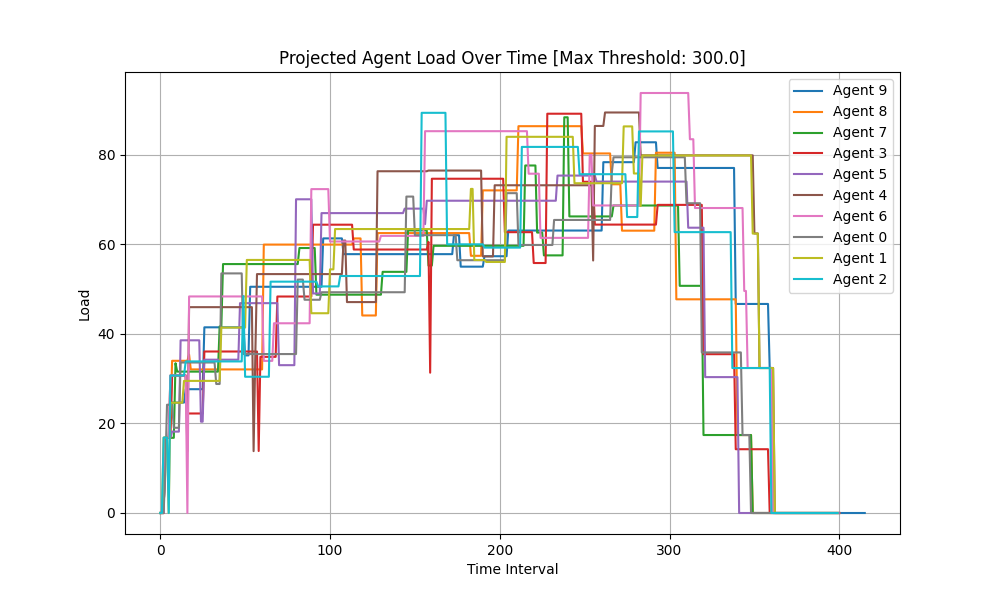 Projected Agent Load Over Time [Max Threshold: 300.0]
Load
80
60
40
20
0
0 100 200 300 400
Time Interval
Agent 9
Agent 8
Agent 7
Agent 3
Agent 5
Agent 4
Agent 6
Agent 0
Agent 1
Agent 2